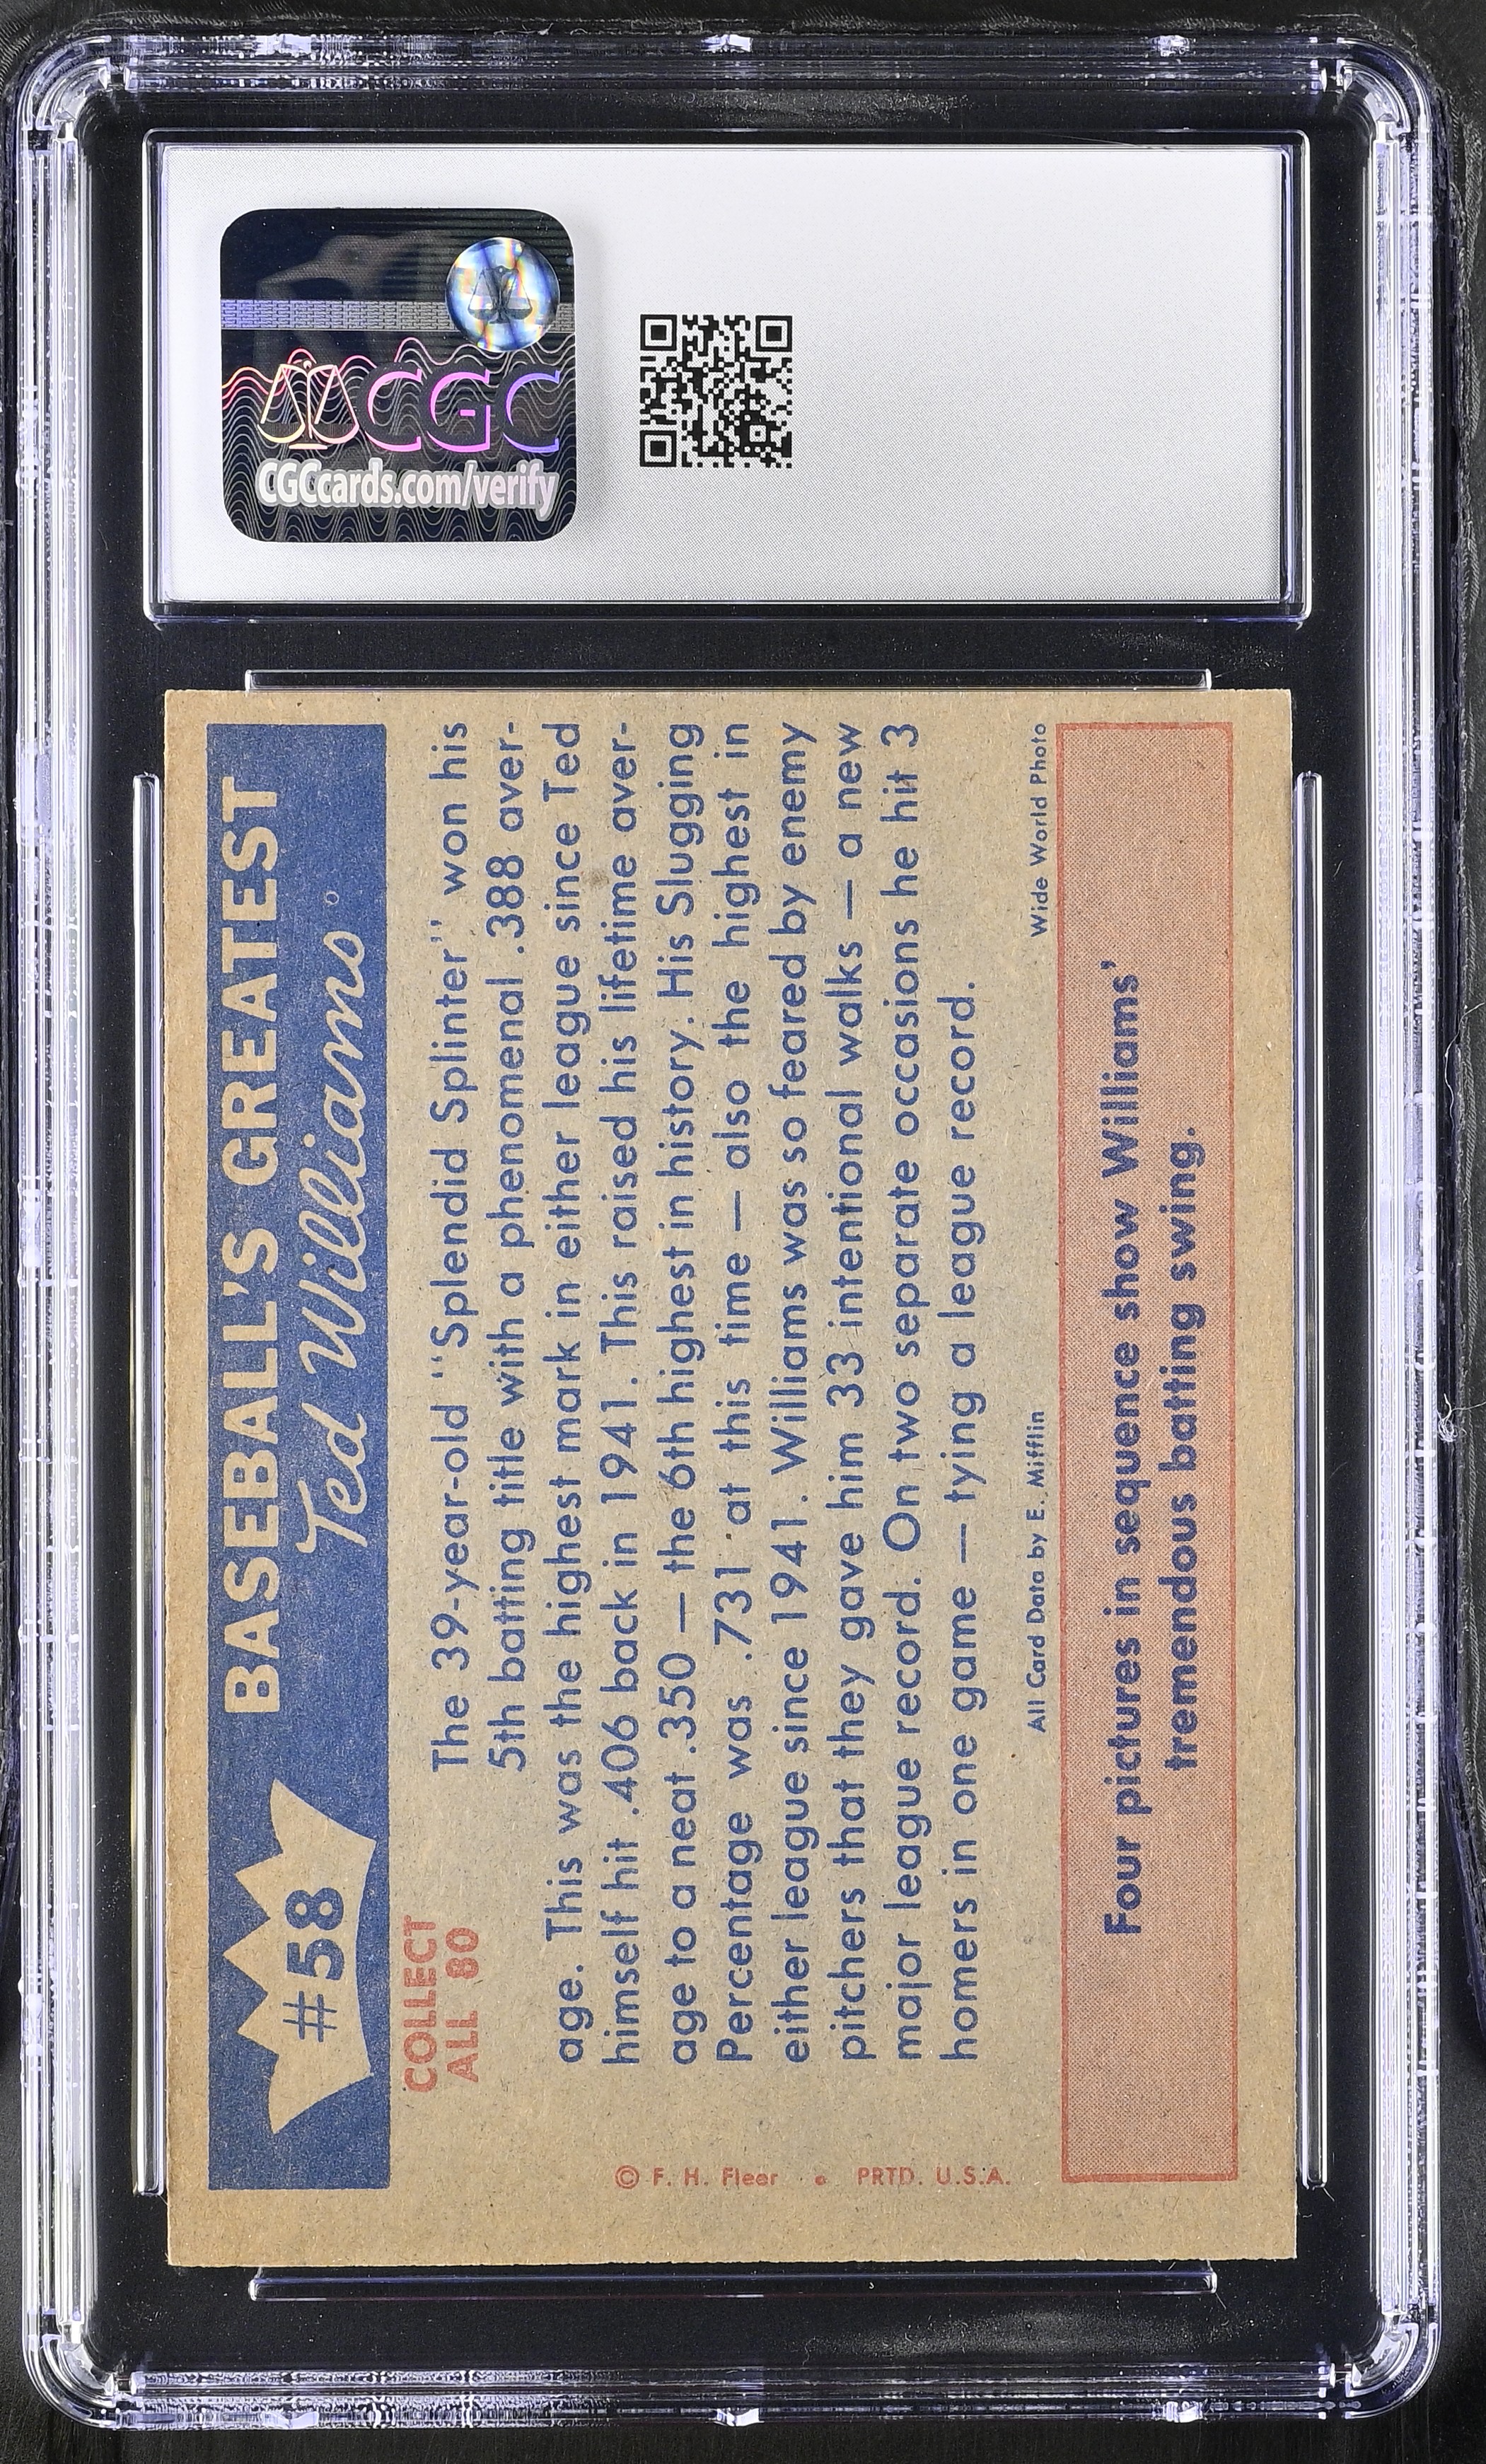 CGC
CGCcards.com/verify
#58
BASEBALL'S GREATEST
Ted Williams
COLLECT
ALL 80
The 39-year-old "Splendid Splinter" won his
5th batting title with a phenomenal .388 aver-
age. This was the highest mark in either league since Ted
himself hit .406 back in 1941. This raised his lifetime aver-
age to a neat .350 — the 6th highest in history. His Slugging
Percentage was .731 at this time — also the highest in
either league since 1941. Williams was so feared by enemy
pitchers that they gave him 33 intentional walks — a new
major league record. On two separate occasions he hit 3
homers in one game — tying a league record.
© F. H. Fleer • PRTD. U.S.A.
All Card Data by E. Mifflin
Wide World Photo
Four pictures in sequence show Williams'
tremendous batting swing.